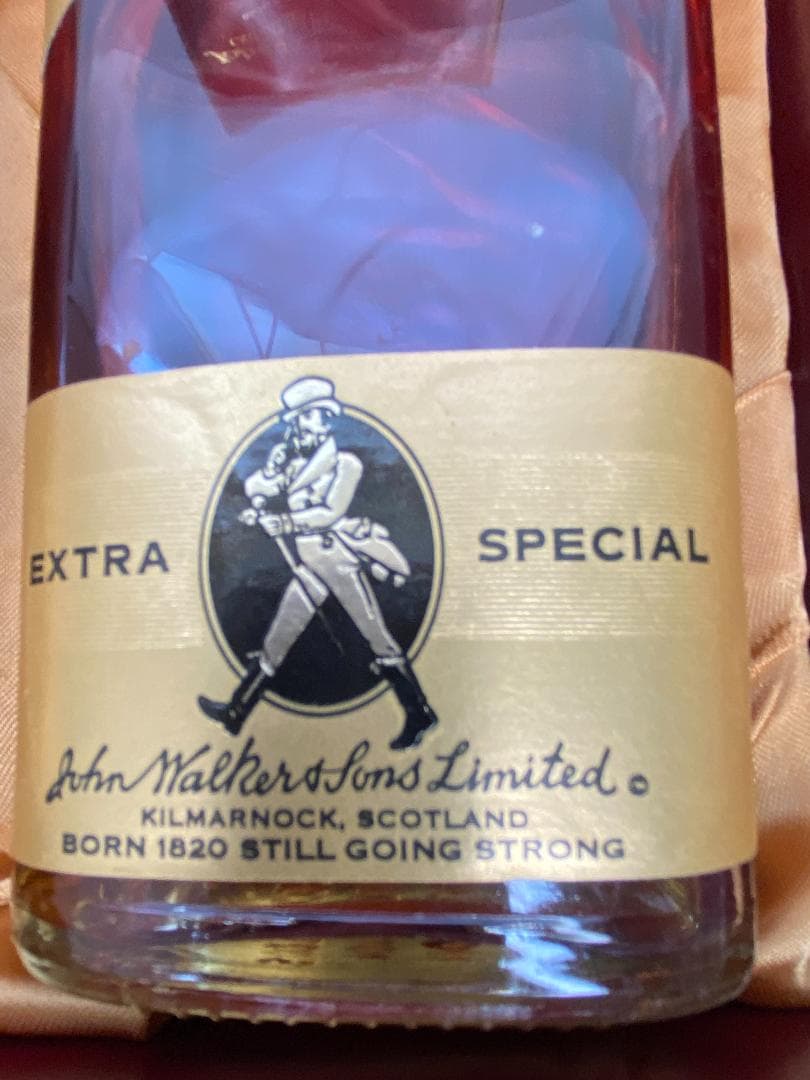 EXTRA SPECIAL
John Walker & Sons Limited ©
KILMARNOCK, SCOTLAND
BORN 1820 STILL GOING STRONG